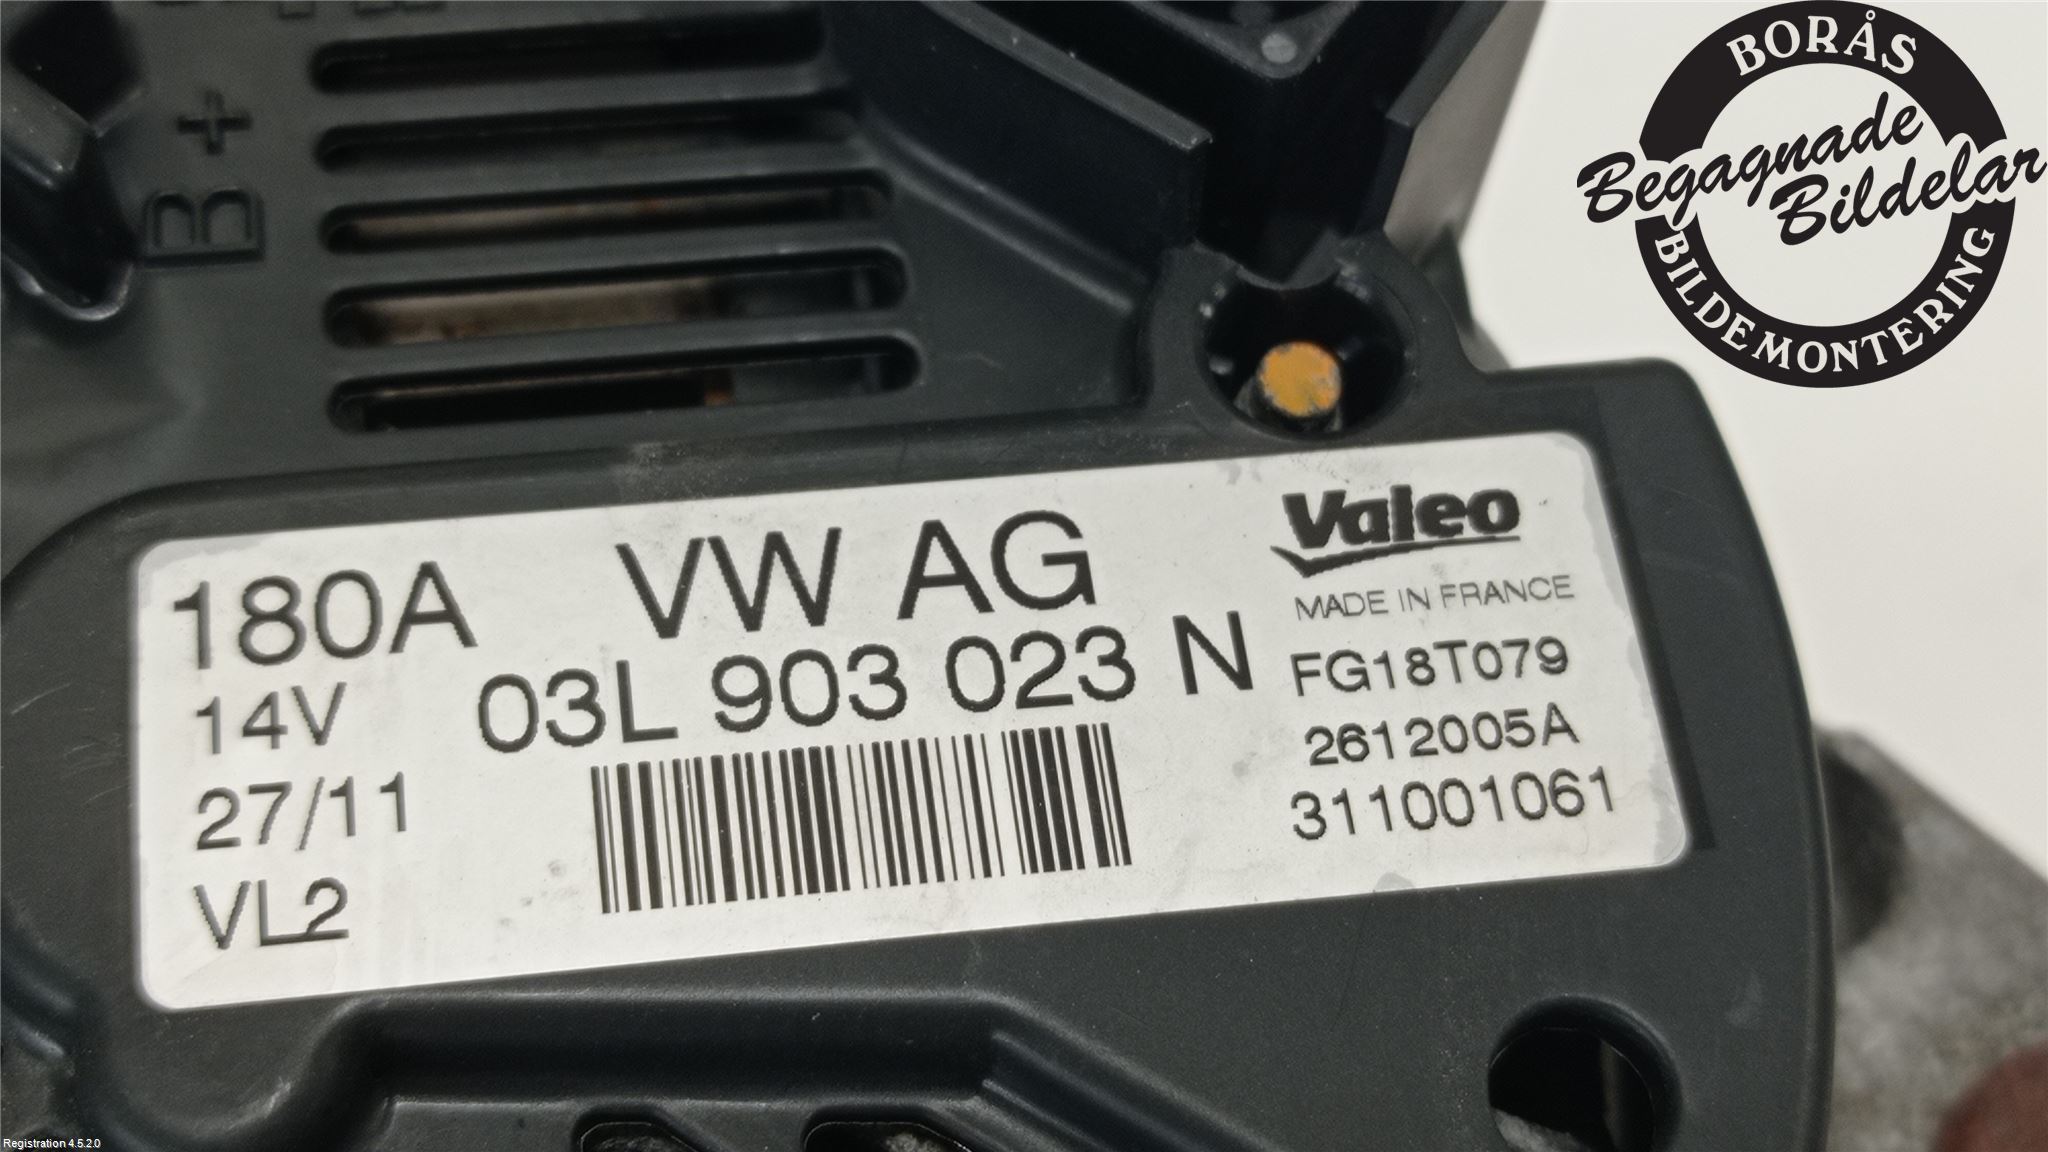 BORÅS
Begagnade
Bildelar
BILDEMONTERING
B+
180A
14V
27/11
VL2
VW AG
03L 903 023 N
Valeo
MADE IN FRANCE
FG18T079
2612005A
311001061
Registration 4.5.2.0